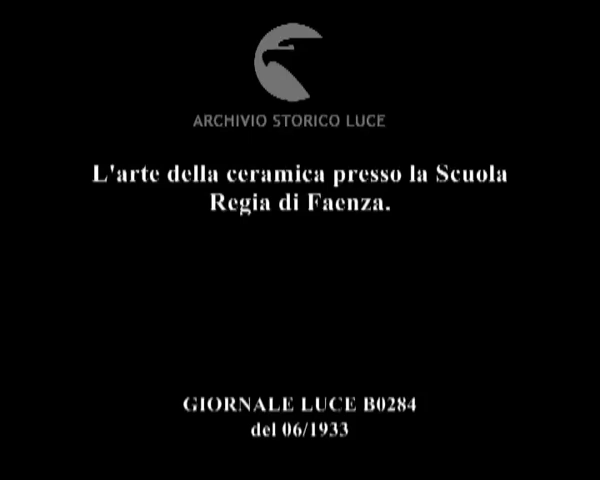 ARCHIVIO STORICO LUCE
L'arte della ceramica presso la Scuola
Regia di Faenza.
GIORNALE LUCE B0284
del 06/1933